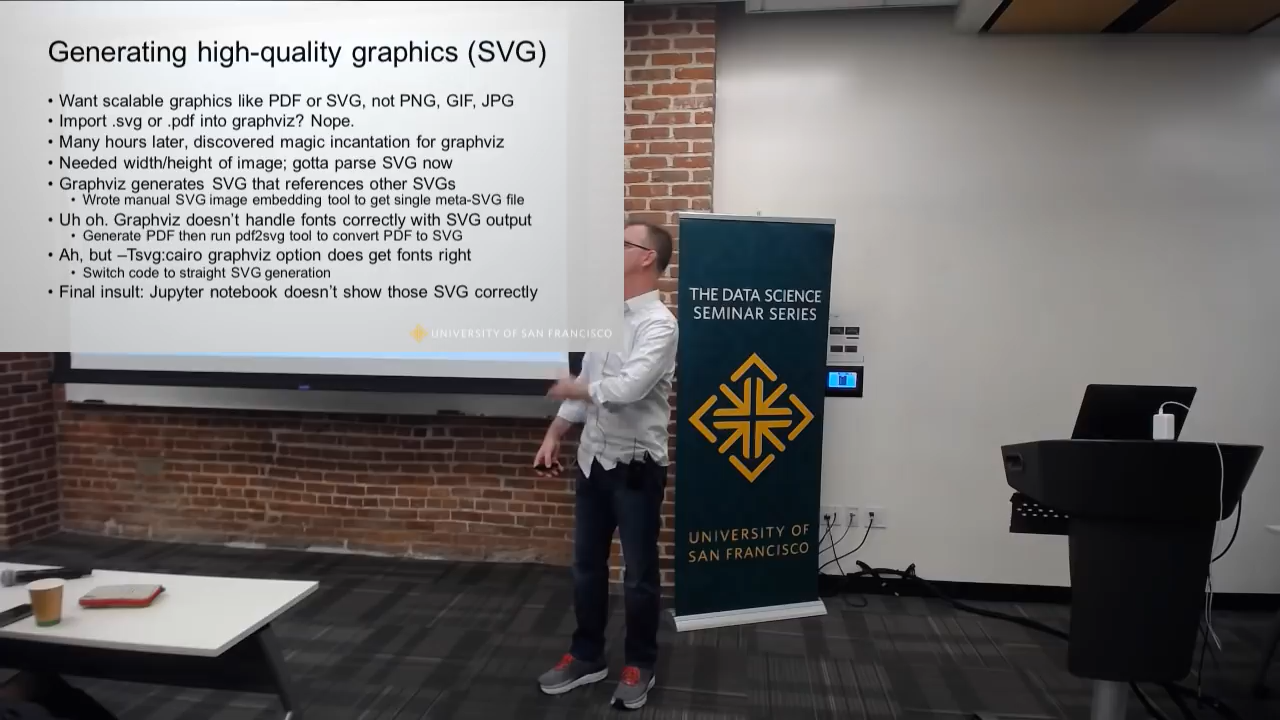 Generating high-quality graphics (SVG)
• Want scalable graphics like PDF or SVG, not PNG, GIF, JPG
• Import .svg or .pdf into graphviz? Nope.
• Many hours later, discovered magic incantation for graphviz
• Needed width/height of image; gotta parse SVG now
• Graphviz generates SVG that references other SVGs
• Wrote manual SVG image embedding tool to get single meta-SVG file
• Uh oh. Graphviz doesn't handle fonts correctly with SVG output
• Generate PDF then run pdf2svg tool to convert PDF to SVG
• Ah, but –Tsvg:cairo graphviz option does get fonts right
• Switch code to straight SVG generation
• Final insult: Jupyter notebook doesn't show those SVG correctly
UNIVERSITY OF SAN FRANCISCO
THE DATA SCIENCE
SEMINAR SERIES
UNIVERSITY OF
SAN FRANCISCO